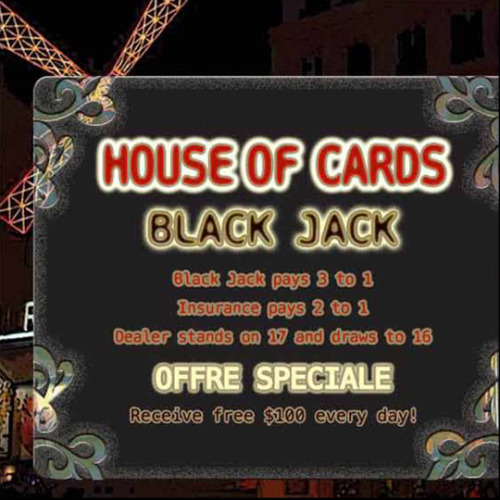 HOUSE OF CARDS
BLACK JACK
Black Jack pays 3 to 1
Insurance pays 2 to 1
Dealer stands on 17 and draws to 16
OFFRE SPECIALE
Receive free $100 every day!